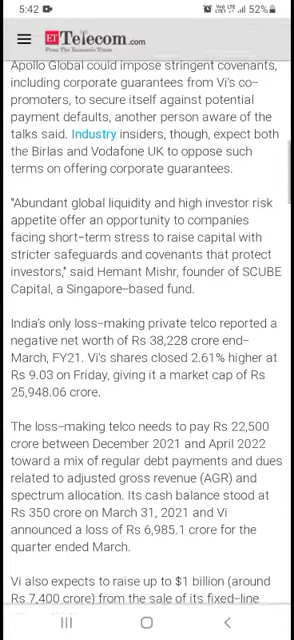 5:42
52%
ET Telecom.com
From The Economic Times
Apollo Global could impose stringent covenants,
including corporate guarantees from Vi's co-
promoters, to secure itself against potential
payment defaults, another person aware of the
talks said. Industry insiders, though, expect both
the Birlas and Vodafone UK to oppose such
terms on offering corporate guarantees.
"Abundant global liquidity and high investor risk
appetite offer an opportunity to companies
facing short-term stress to raise capital with
stricter safeguards and covenants that protect
investors," said Hemant Mishr, founder of SCUBE
Capital, a Singapore-based fund.
India's only loss-making private telco reported a
negative net worth of Rs 38,228 crore end-
March, FY21. Vi's shares closed 2.61% higher at
Rs 9.03 on Friday, giving it a market cap of Rs
25,948.06 crore.
The loss-making telco needs to pay Rs 22,500
crore between December 2021 and April 2022
toward a mix of regular debt payments and dues
related to adjusted gross revenue (AGR) and
spectrum allocation. Its cash balance stood at
Rs 350 crore on March 31, 2021 and Vi
announced a loss of Rs 6,985.1 crore for the
quarter ended March.
Vi also expects to raise up to $1 billion (around
Rs 7,400 crore) from the sale of its fixed-line